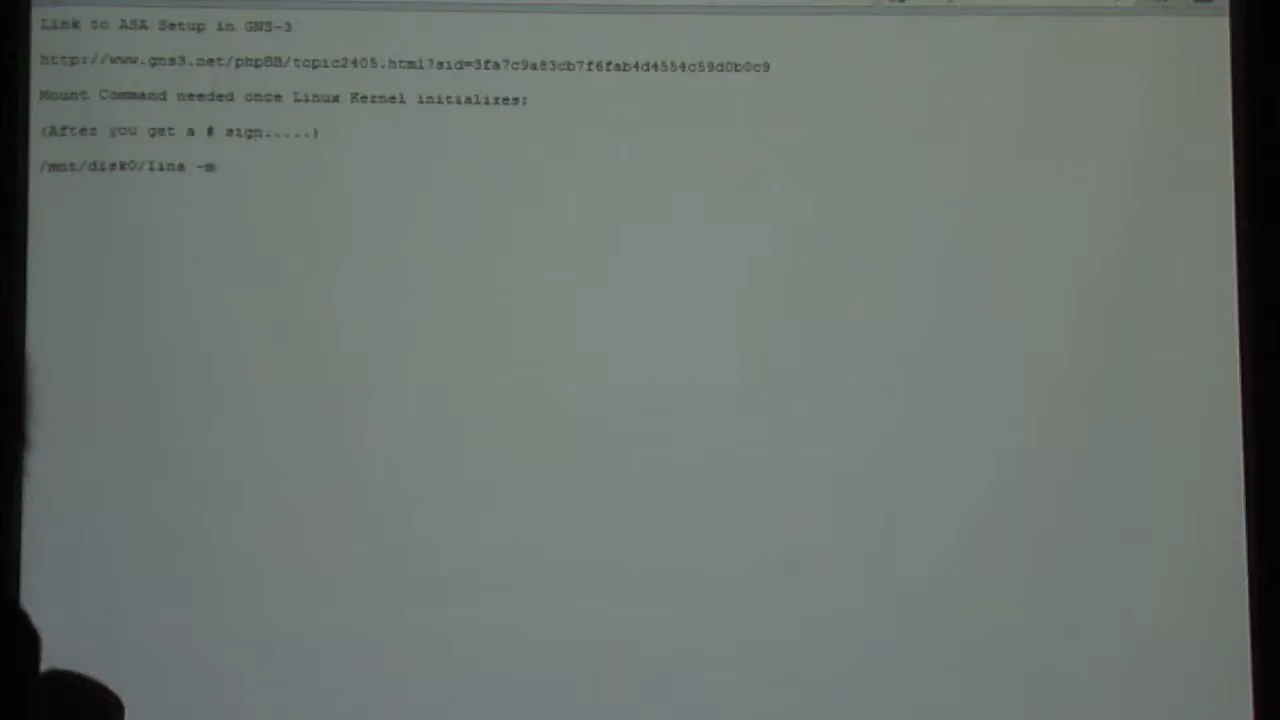 Link to ASA Setup in GNS-3
http://www.gns3.net/phpBB/topic2405.html?sid=3fa7c9a83cb7f6fab4d4554c59d0b0c9
Mount Command needed once Linux Kernel initializes:
(After you get a # sign.....)
/mnt/disk0/lina -m